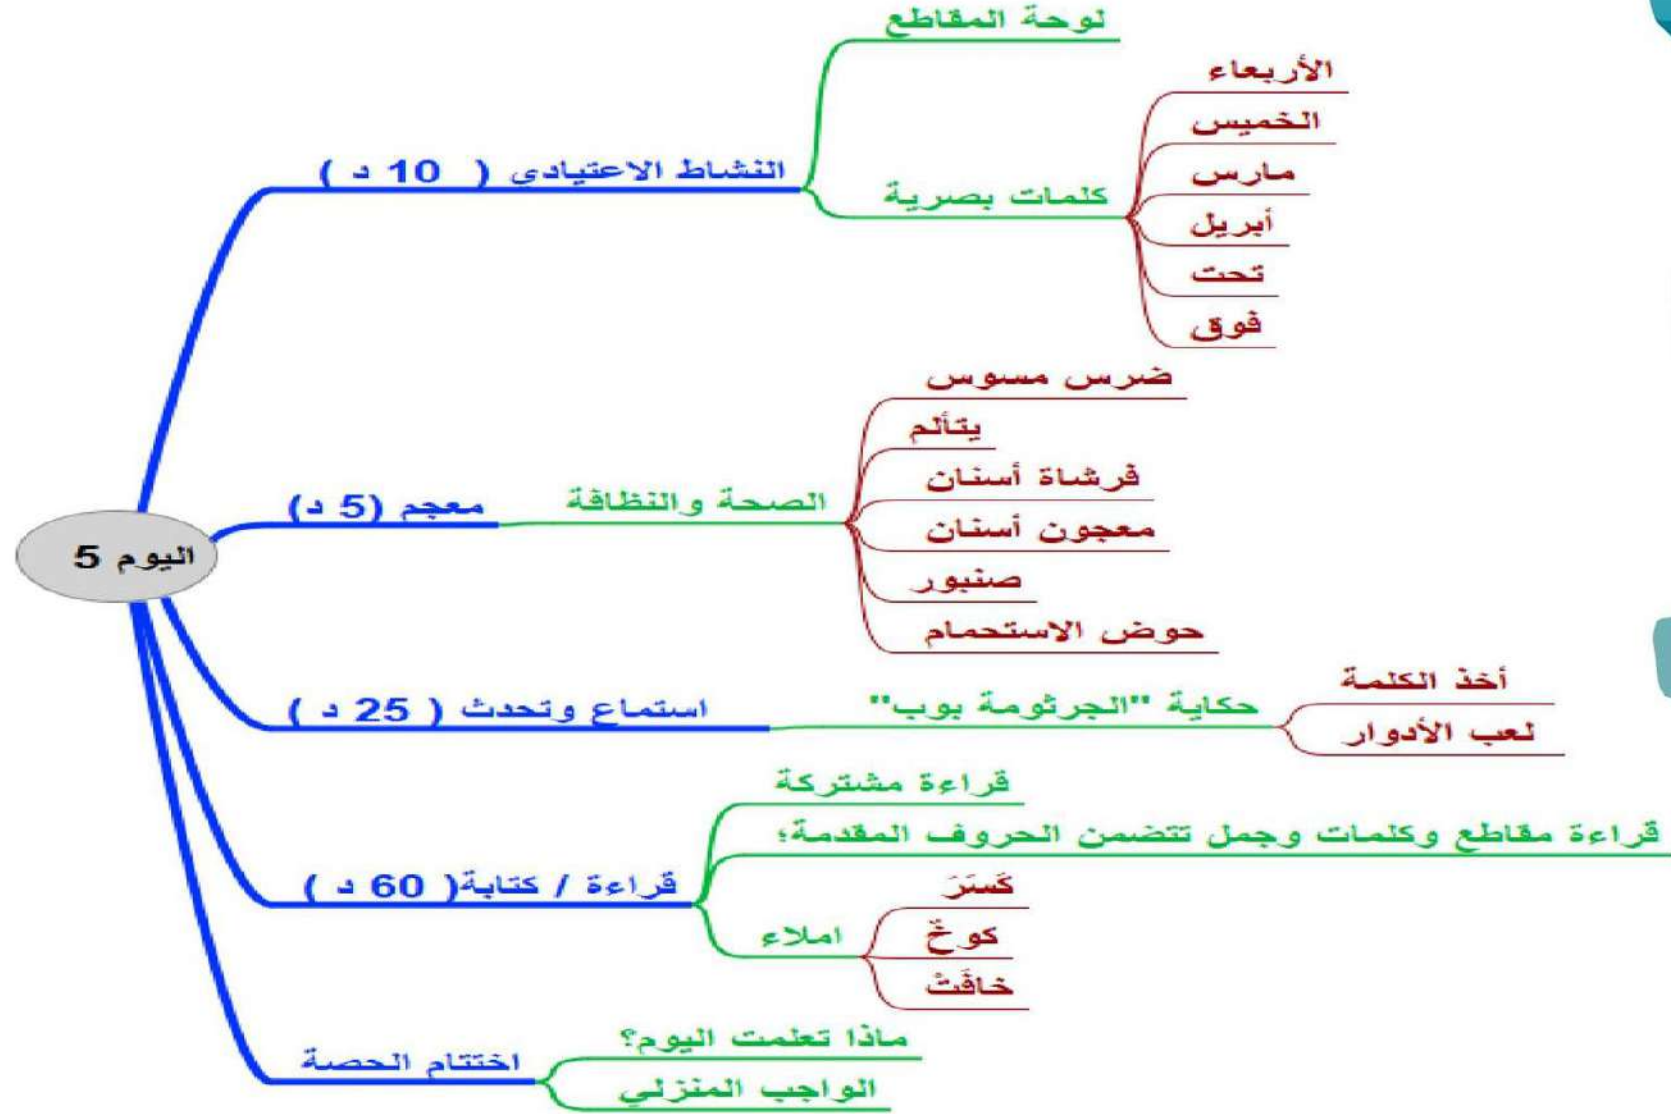 اليوم 5
النشاط الاعتيادي ( 10 د )
لوحة المقاطع
كلمات بصرية
الأربعاء
الخميس
مارس
أبريل
تحت
فوق
معجم (5 د)
الصحة والنظافة
ضرس مسوس
يتألم
فرشاة أسنان
معجون أسنان
صنبور
حوض الاستحمام
استماع وتحدث ( 25 د )
حكاية "الجرثومة بوب"
أخذ الكلمة
لعب الأدوار
قراءة / كتابة( 60 د )
قراءة مشتركة
قراءة مقاطع وكلمات وجمل تتضمن الحروف المقدمة؛
املاء
كَسَرَ
كوخٌ
خافَتْ
اختتام الحصة
ماذا تعلمت اليوم؟
الواجب المنزلي